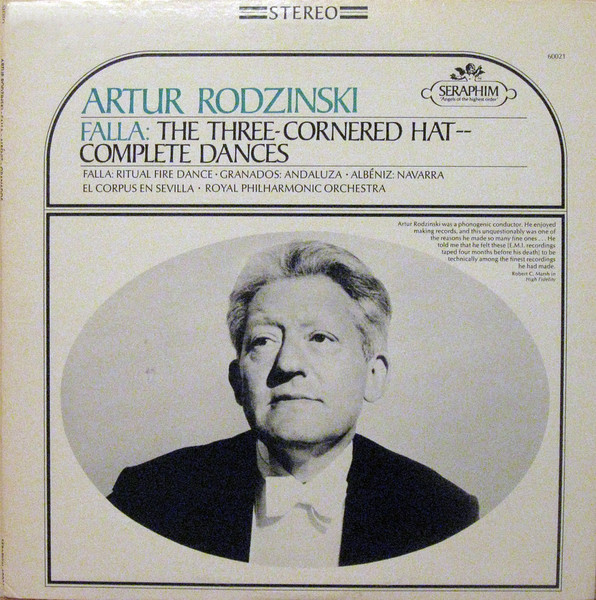 STEREO
60021
SERAPHIM
"Angels of the highest order"
ARTUR RODZINSKI
FALLA: THE THREE-CORNERED HAT--
COMPLETE DANCES
FALLA: RITUAL FIRE DANCE · GRANADOS: ANDALUZA · ALBÉNIZ: NAVARRA
EL CORPUS EN SEVILLA · ROYAL PHILHARMONIC ORCHESTRA
Artur Rodzinski was a phonogenic conductor. He enjoyed
making records, and this unquestionably was one of
the reasons he made so many fine ones . . . He
told me that he felt these [E.M.I. recordings
taped four months before his death] to be
technically among the finest recordings
he had made.
Robert C. Marsh in
High Fidelity